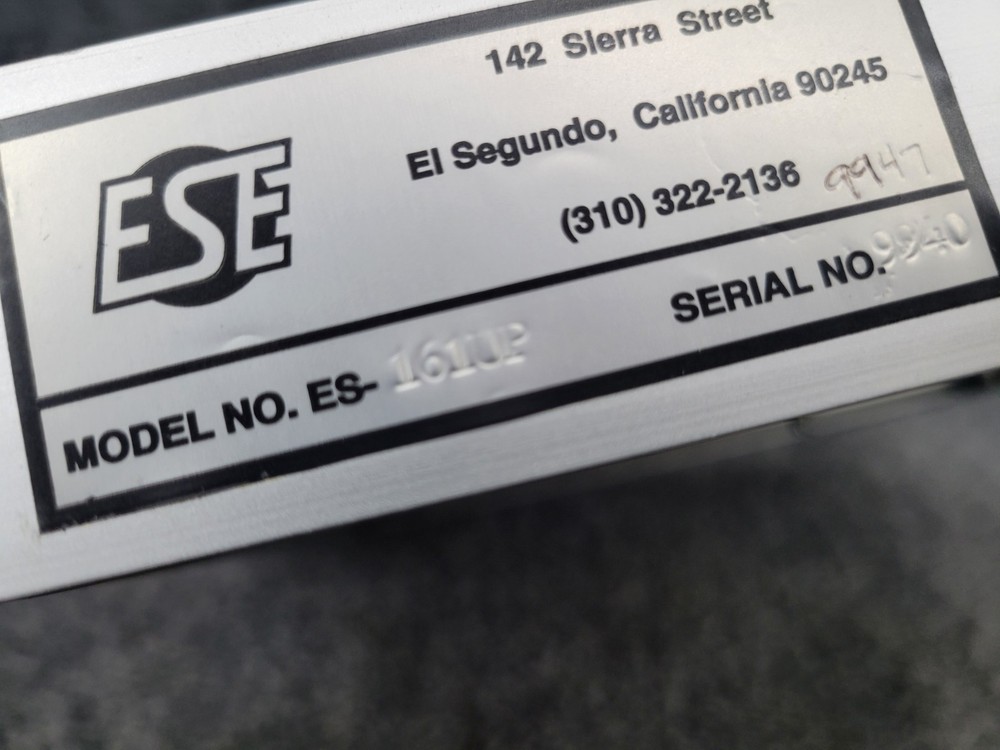 142 Sierra Street
ESE
El Segundo, California 90245
(310) 322-2136 9947
MODEL NO. ES-161UP SERIAL NO. 9940